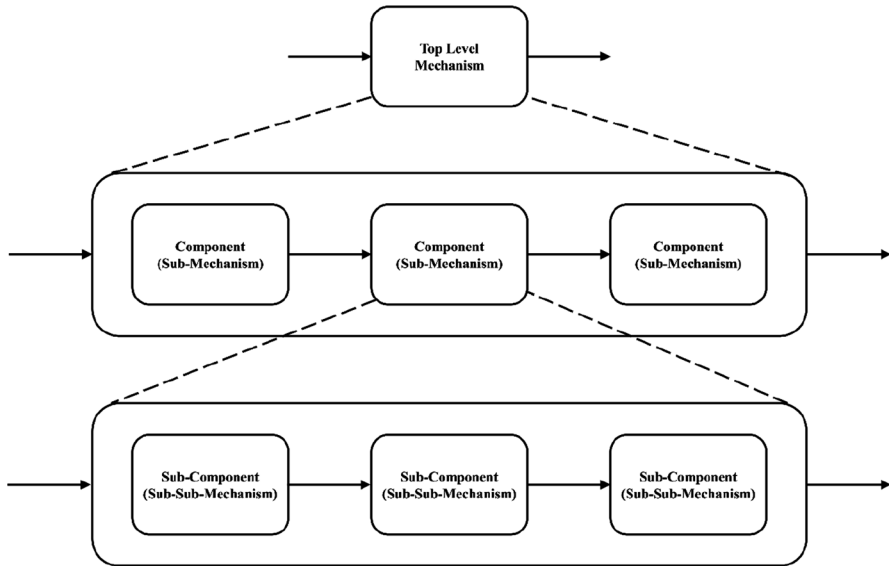 Top Level
Mechanism
Component
(Sub-Mechanism)
Component
(Sub-Mechanism)
Component
(Sub-Mechanism)
Sub-Component
(Sub-Sub-Mechanism)
Sub-Component
(Sub-Sub-Mechanism)
Sub-Component
(Sub-Sub-Mechanism)